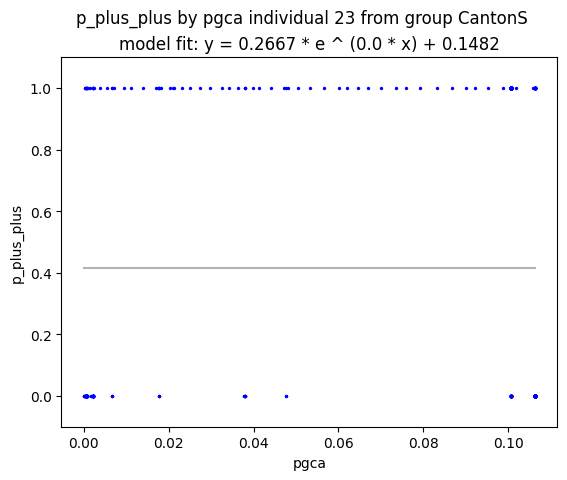 p_plus_plus by pgca individual 23 from group CantonS
model fit: y = 0.2667 * e ^ (0.0 * x) + 0.1482
1.0
0.8
0.6
0.4
0.2
0.0
p_plus_plus
0.00 0.02 0.04 0.06 0.08 0.10
pgca